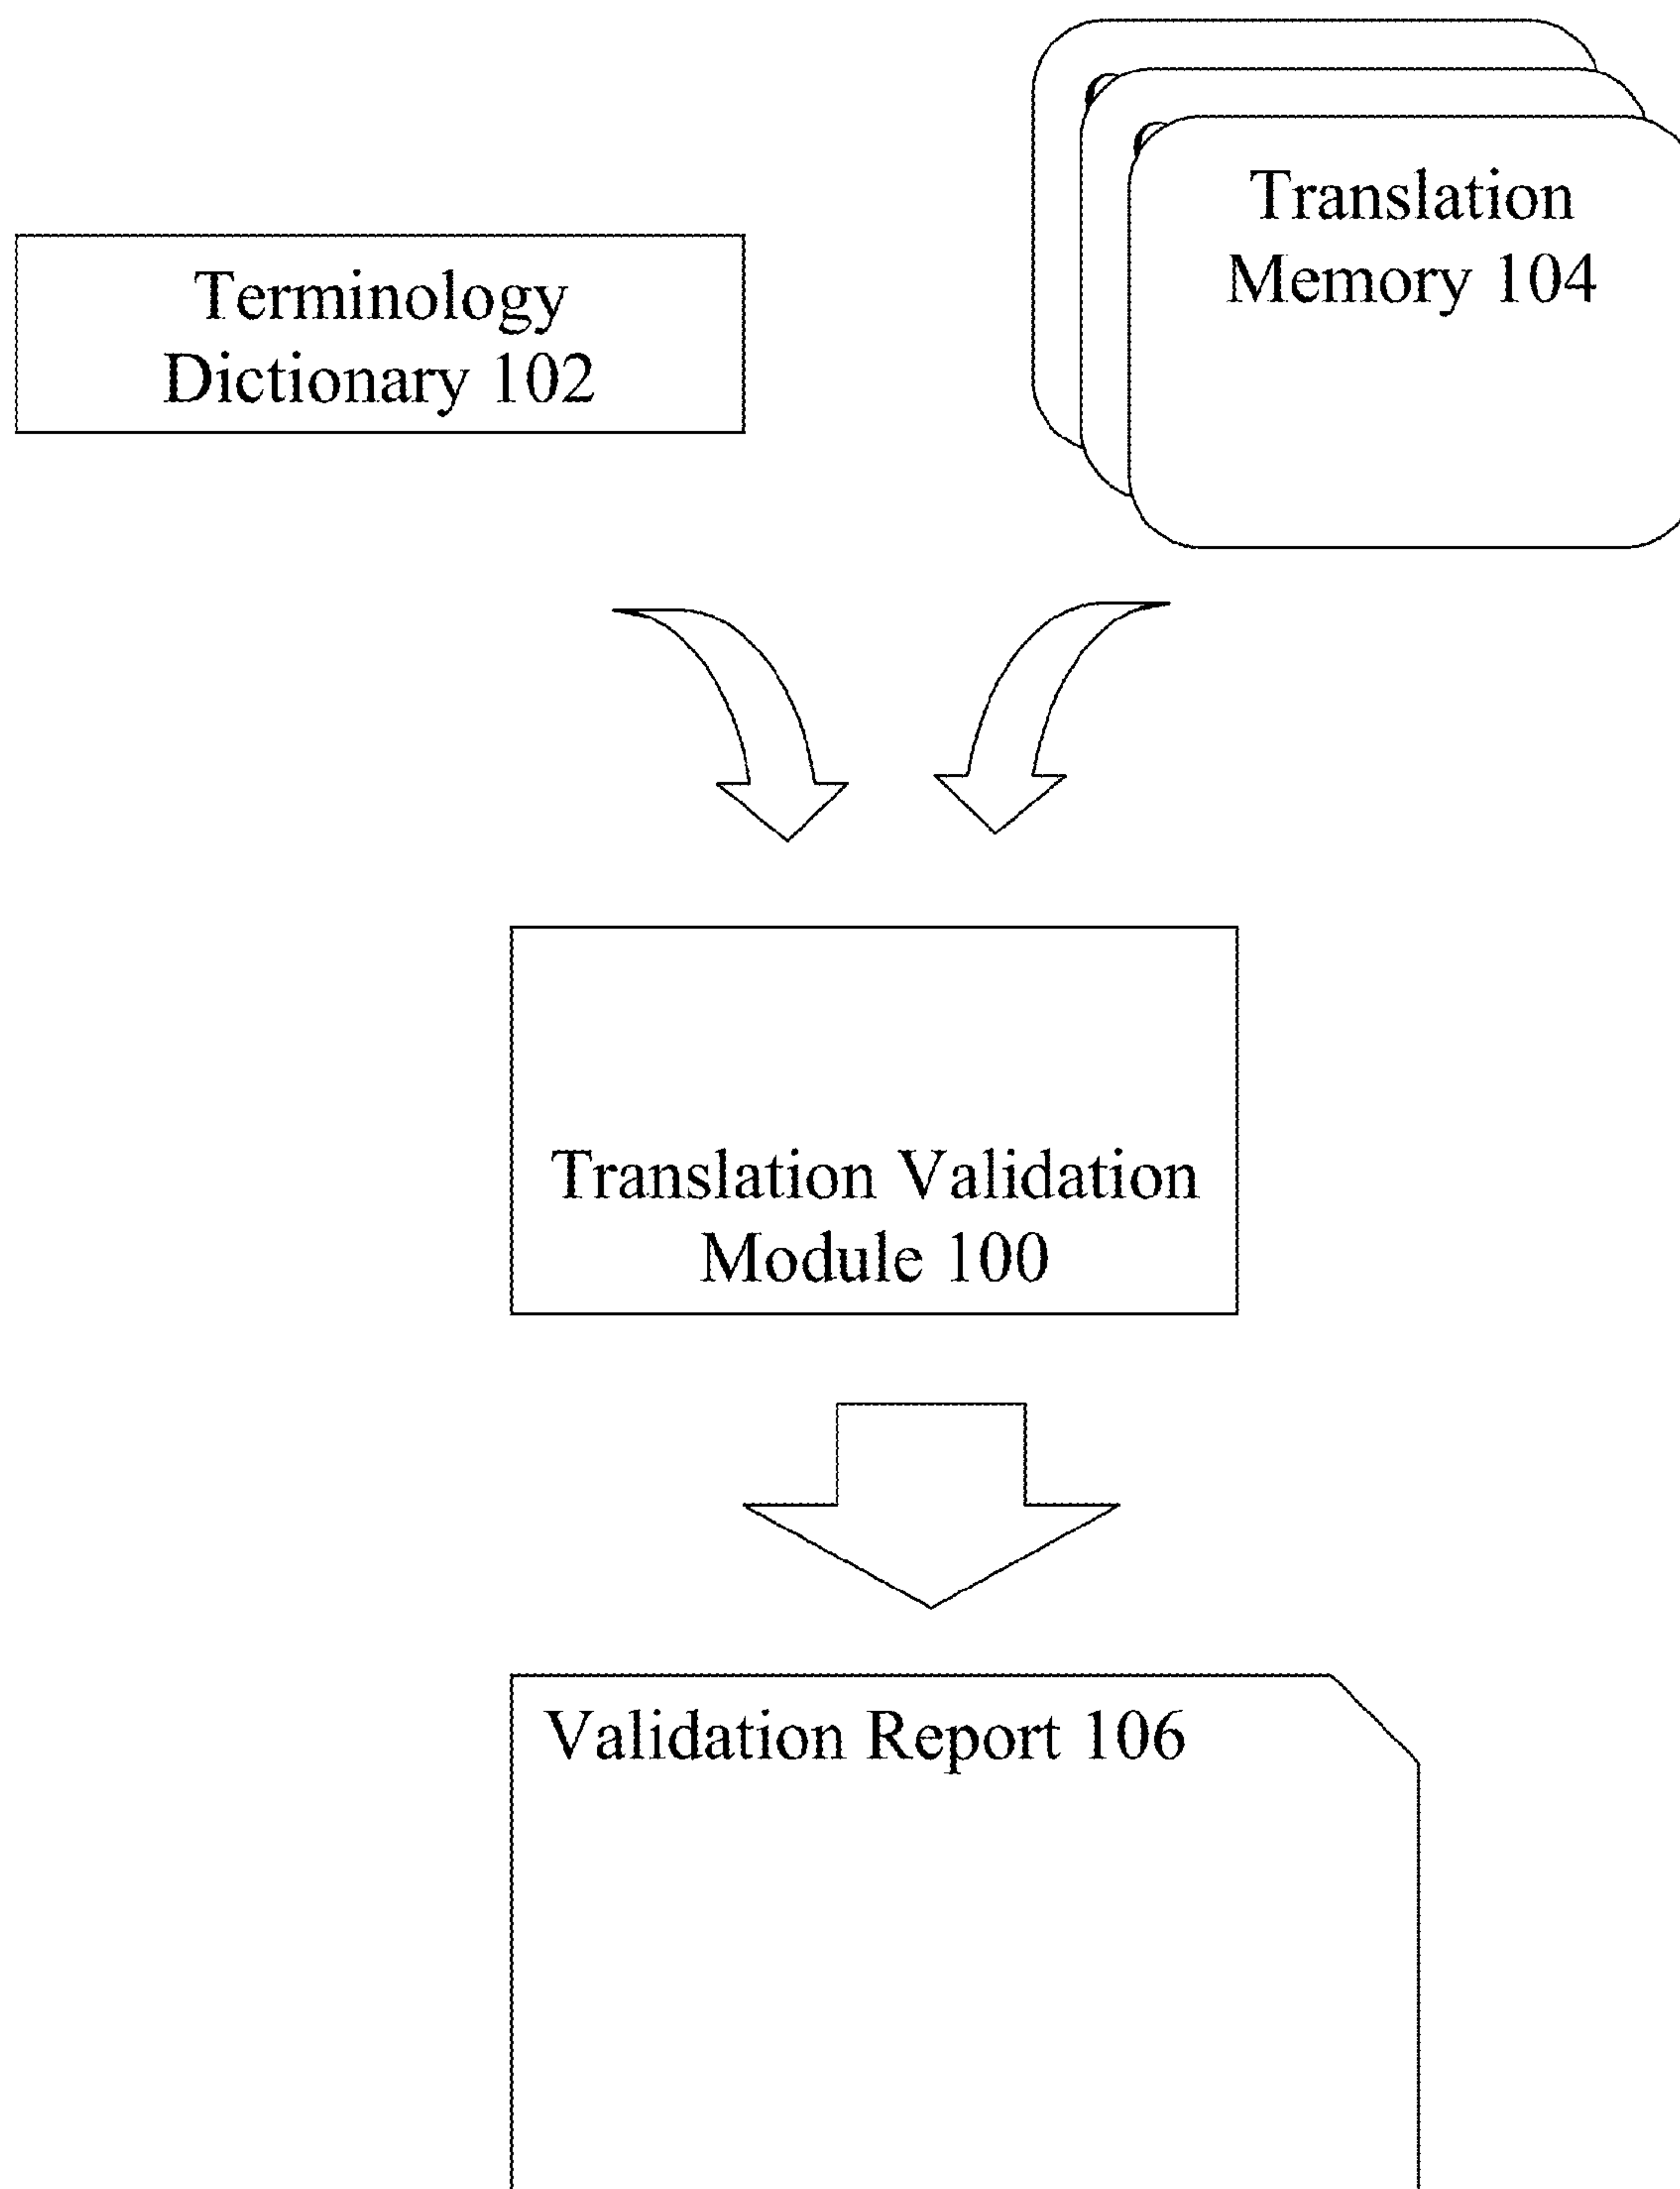 Terminology
Dictionary 102
Translation
Memory 104
Translation Validation
Module 100
Validation Report 106